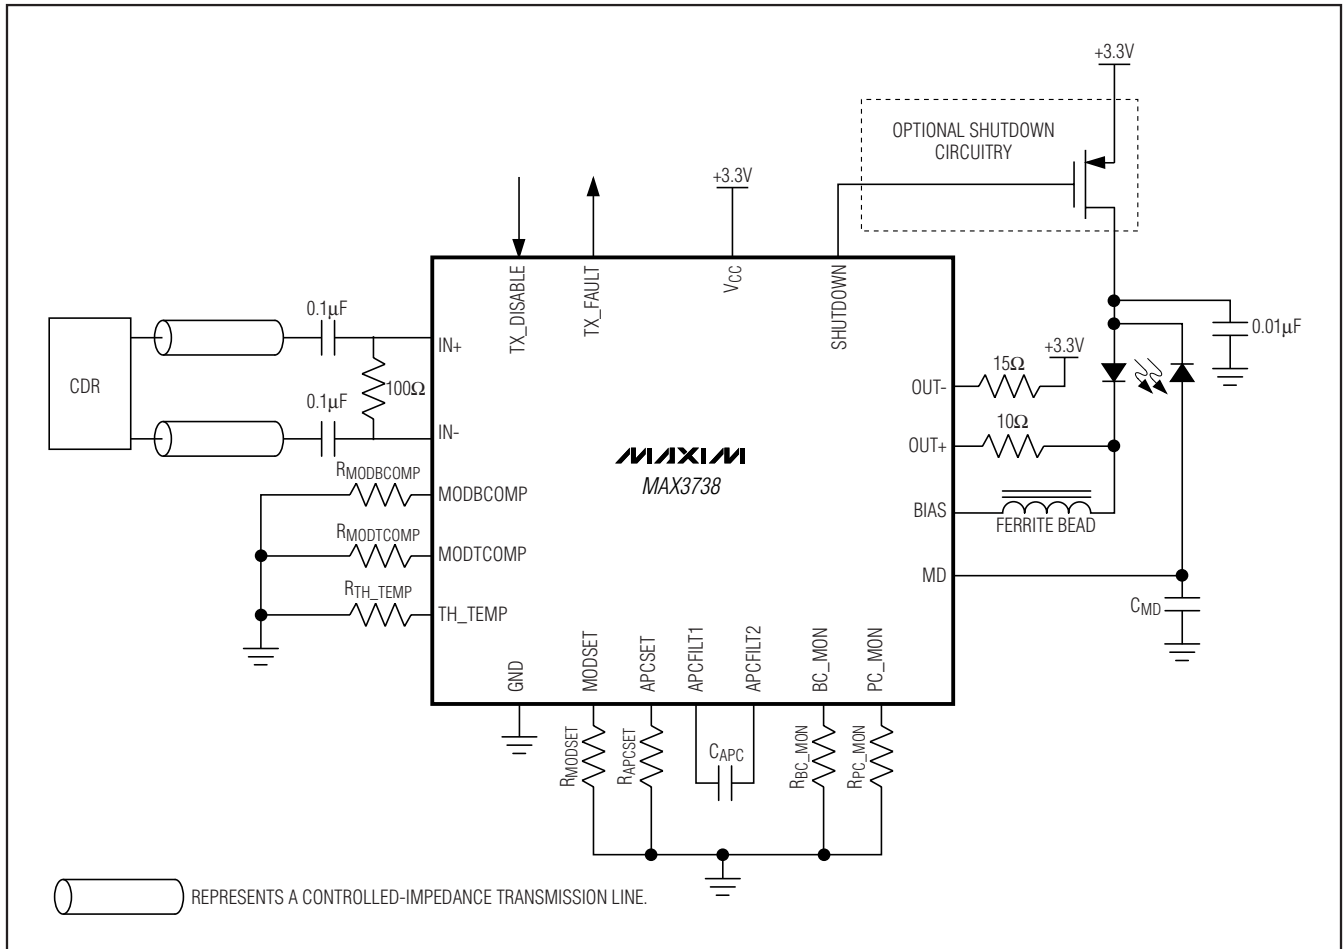 +3.3V
OPTIONAL SHUTDOWN
CIRCUITRY
+3.3V
TX_DISABLE
TX_FAULT
VCC
SHUTDOWN
0.1µF
IN+
CDR
100Ω
0.1µF
IN-
0.01µF
+3.3V
15Ω
OUT-
10Ω
OUT+
MAXIM
MAX3738
RMODBCOMP
MODBCOMP
BIAS
FERRITE BEAD
RMODTCOMP
MODTCOMP
MD
RTH_TEMP
TH_TEMP
CMD
GND
MODSET
APCSET
APCFILT1
APCFILT2
BC_MON
PC_MON
RMODSET
RAPCSET
CAPC
RBC_MON
RPC_MON
REPRESENTS A CONTROLLED-IMPEDANCE TRANSMISSION LINE.